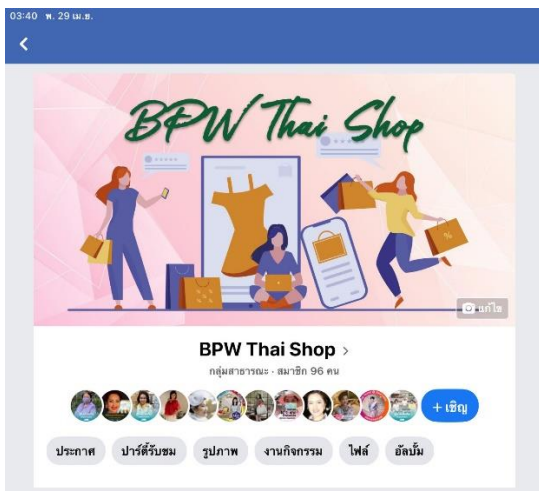 03:40 พ. 29 เม.ย.
BPW Thai Shop
แก้ไข
BPW Thai Shop >
กลุ่มสาธารณะ · สมาชิก 96 คน
+ เชิญ
ประกาศ ปาร์ตี้รับชม รูปภาพ งานกิจกรรม ไฟล์ อัลบั้ม